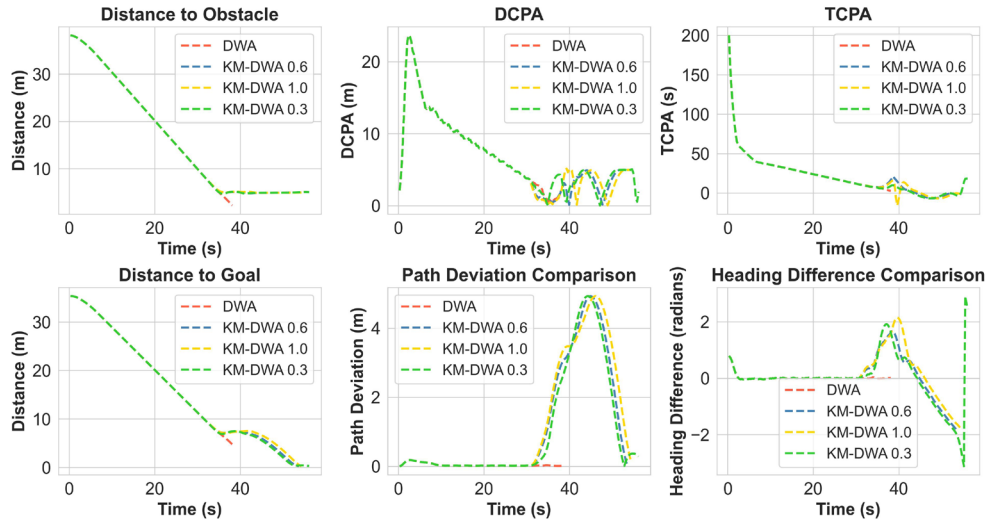 Distance to Obstacle
Distance (m)
30
20
10
0
20
40
Time (s)
DWA
KM-DWA 0.6
KM-DWA 1.0
KM-DWA 0.3
DCPA
DCPA (m)
20
10
0
0
20
40
Time (s)
DWA
KM-DWA 0.6
KM-DWA 1.0
KM-DWA 0.3
TCPA
TCPA (s)
200
150
100
50
0
0
20
40
Time (s)
DWA
KM-DWA 0.6
KM-DWA 1.0
KM-DWA 0.3
Distance to Goal
Distance (m)
30
20
10
0
0
20
40
Time (s)
DWA
KM-DWA 0.6
KM-DWA 1.0
KM-DWA 0.3
Path Deviation Comparison
Path Deviation (m)
4
2
0
0
20
40
Time (s)
DWA
KM-DWA 0.6
KM-DWA 1.0
KM-DWA 0.3
Heading Difference Comparison
Heading Difference (radians)
2
0
−2
0
20
40
Time (s)
DWA
KM-DWA 0.6
KM-DWA 1.0
KM-DWA 0.3